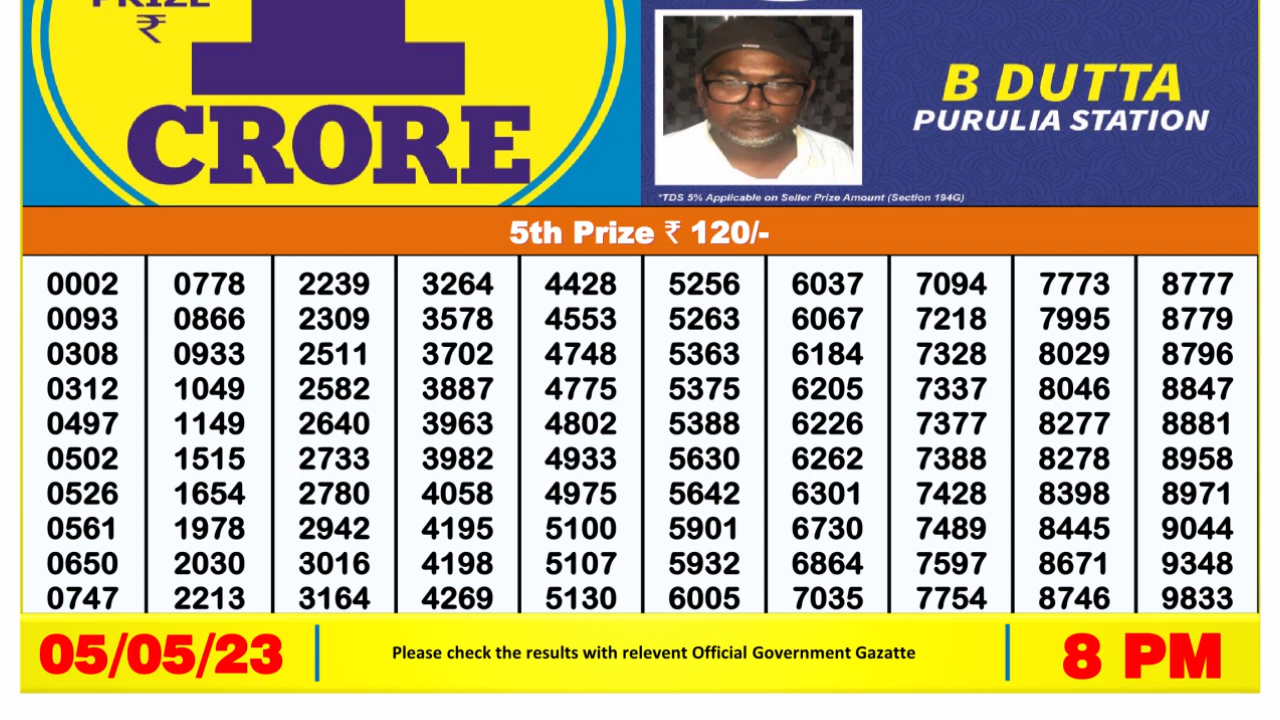 PRIZE
₹
1
CRORE
B DUTTA
PURULIA STATION
*TDS 5% Applicable on Seller Prize Amount (Section 194G)
5th Prize ₹ 120/-
0002 0778 2239 3264 4428 5256 6037 7094 7773 8777
0093 0866 2309 3578 4553 5263 6067 7218 7995 8779
0308 0933 2511 3702 4748 5363 6184 7328 8029 8796
0312 1049 2582 3887 4775 5375 6205 7337 8046 8847
0497 1149 2640 3963 4802 5388 6226 7377 8277 8881
0502 1515 2733 3982 4933 5630 6262 7388 8278 8958
0526 1654 2780 4058 4975 5642 6301 7428 8398 8971
0561 1978 2942 4195 5100 5901 6730 7489 8445 9044
0650 2030 3016 4198 5107 5932 6864 7597 8671 9348
0747 2213 3164 4269 5130 6005 7035 7754 8746 9833
05/05/23 Please check the results with relevent Official Government Gazatte 8 PM